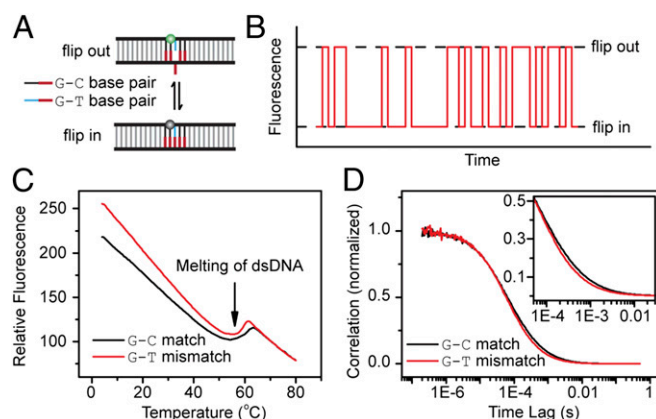 A
flip out
G-C base pair
G-T base pair
flip in
B
Fluorescence
flip out
flip in
Time
C
Relative Fluorescence
250
200
150
100
Melting of dsDNA
G-C match
G-T mismatch
0 20 40 60 80
Temperature (°C)
D
Correlation (normalized)
1.0
0.5
0.0
0.5
0.3
0.1
1E-4 1E-3 0.01
G-C match
G-T mismatch
1E-6 1E-4 0.01 1
Time Lag (s)